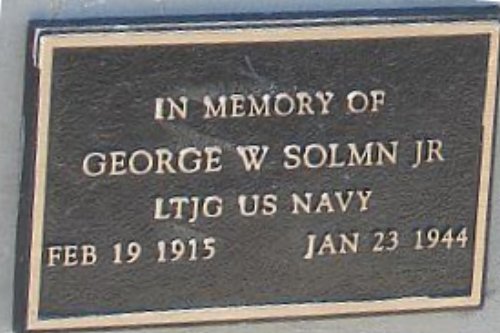 IN MEMORY OF
GEORGE W SOLMN JR
LTJG US NAVY
FEB 19 1915 JAN 23 1944